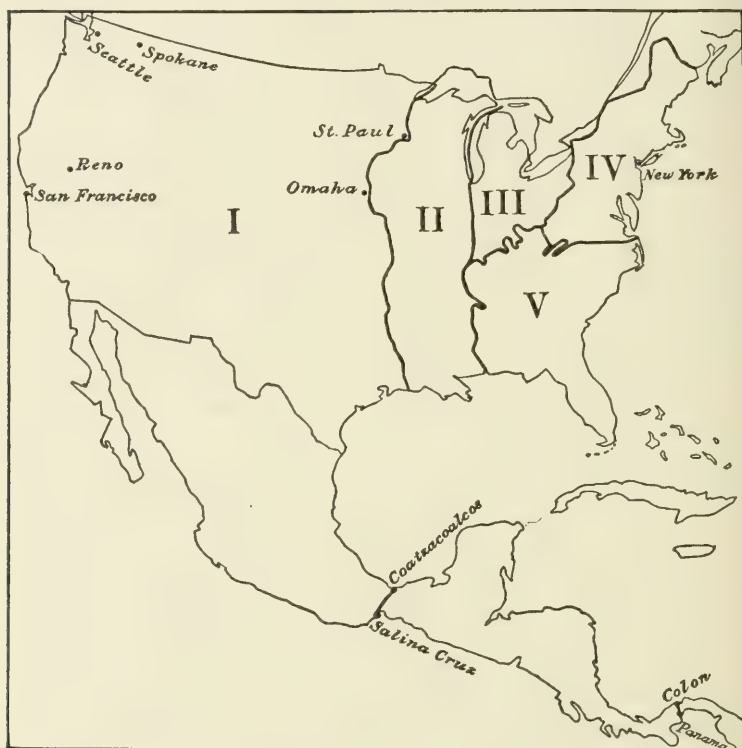 Seattle
Spokane
St. Paul
Reno
Omaha
San Francisco
I
II
III
IV
New York
V
Coatzacoalcos
Salina Cruz
Colon
Panama